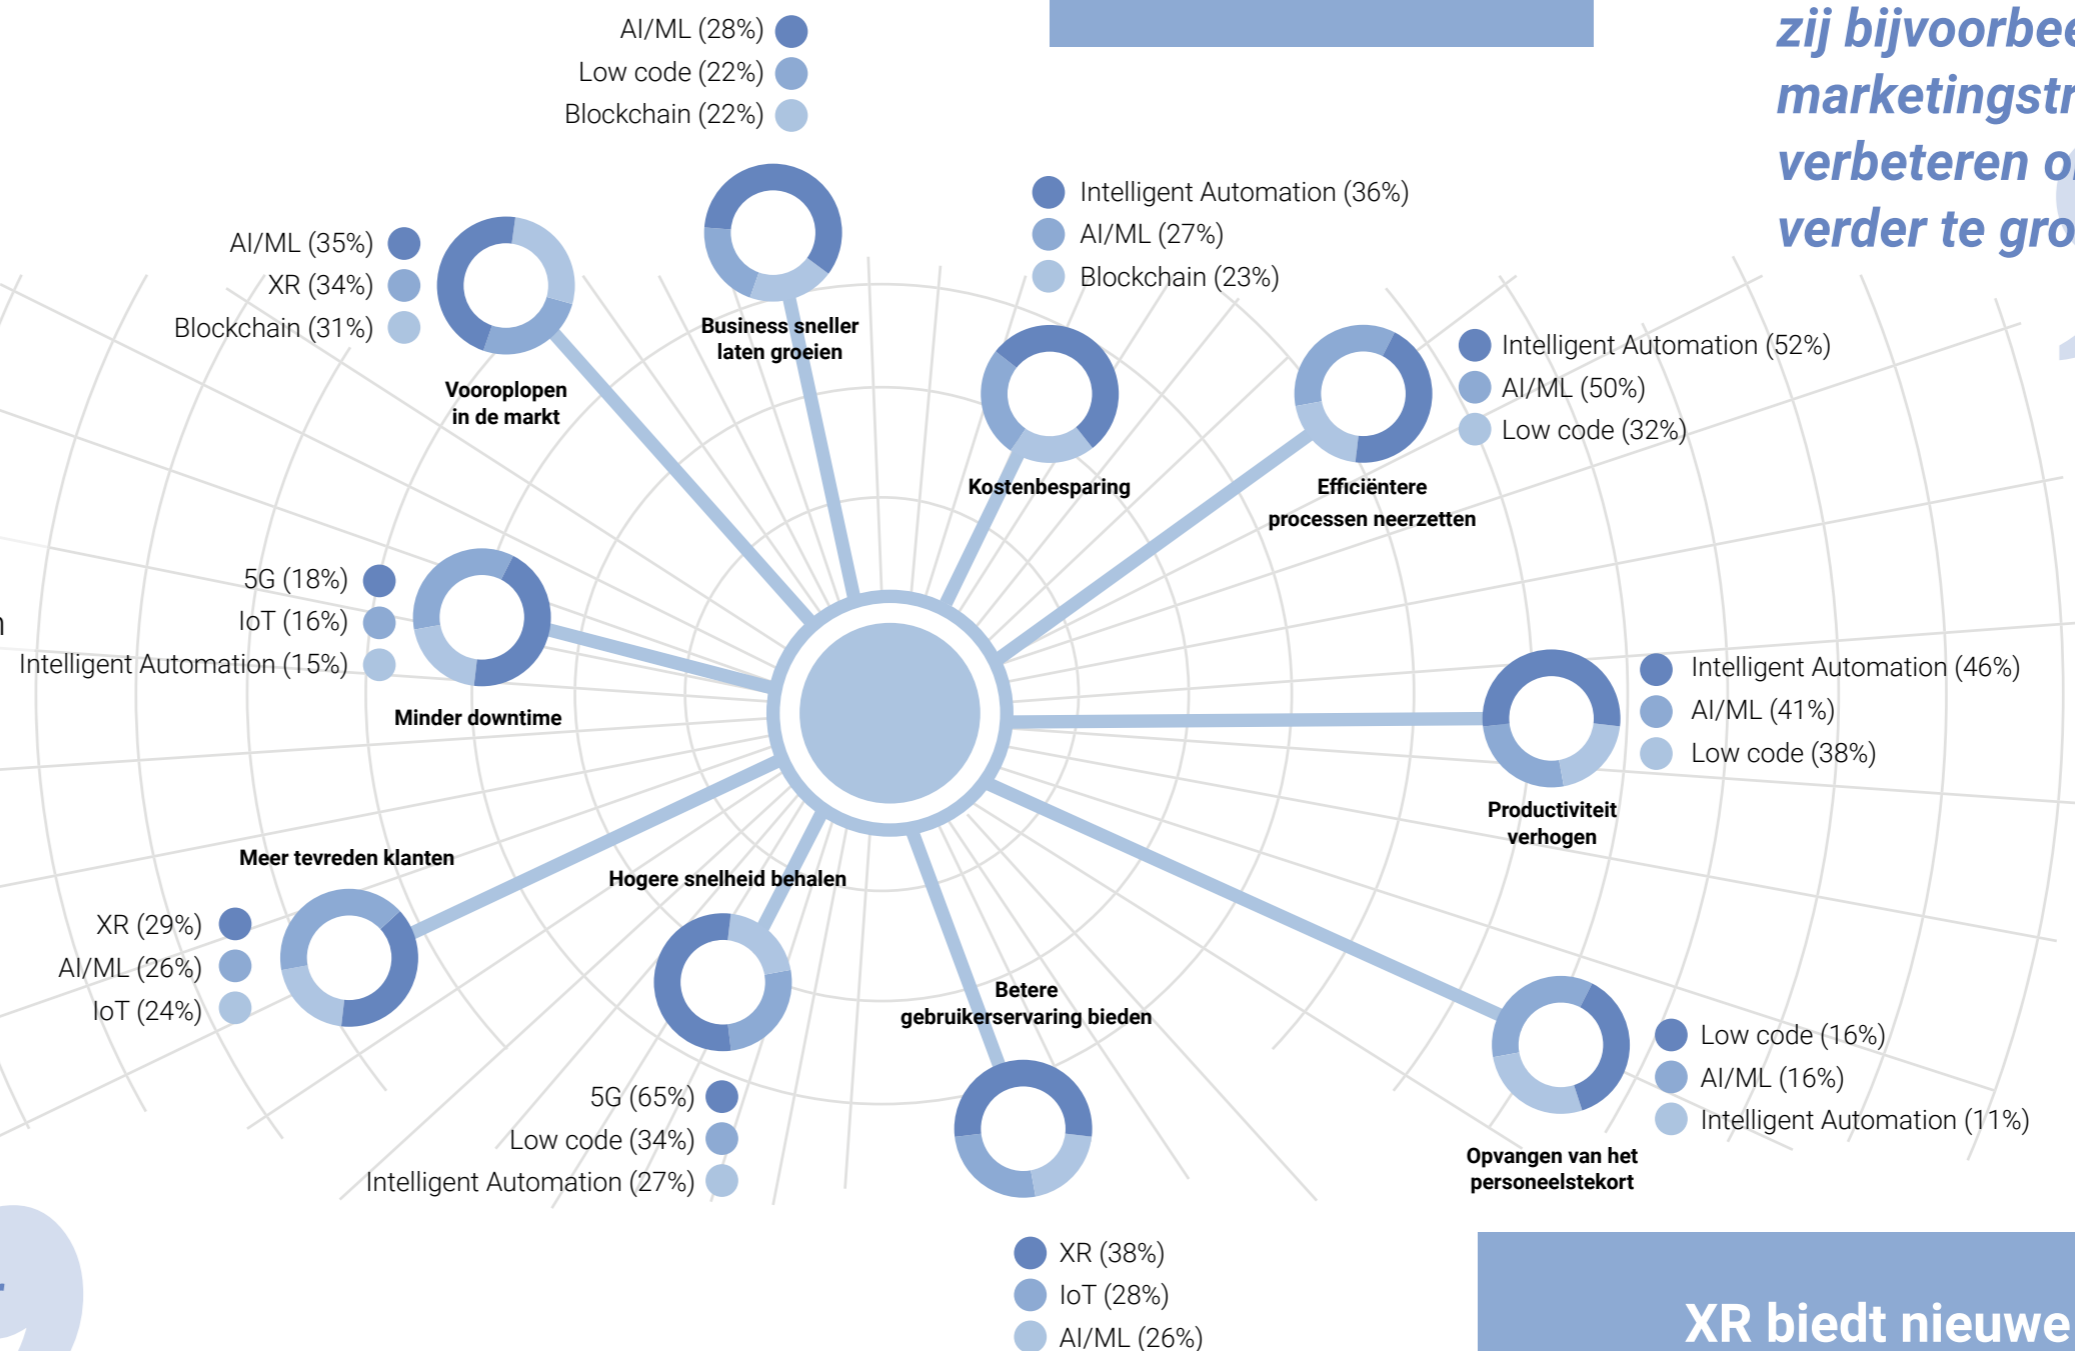 AI/ML (28%)
Low code (22%)
Blockchain (22%)
Business sneller
laten groeien
AI/ML (35%)
XR (34%)
Blockchain (31%)
Vooroplopen
in de markt
Intelligent Automation (36%)
AI/ML (27%)
Blockchain (23%)
Kostenbesparing
Intelligent Automation (52%)
AI/ML (50%)
Low code (32%)
Efficiëntere
processen neerzetten
5G (18%)
IoT (16%)
Intelligent Automation (15%)
Minder downtime
Intelligent Automation (46%)
AI/ML (41%)
Low code (38%)
Productiviteit
verhogen
Meer tevreden klanten
XR (29%)
AI/ML (26%)
IoT (24%)
Hogere snelheid behalen
5G (65%)
Low code (34%)
Intelligent Automation (27%)
Betere
gebruikerservaring bieden
XR (38%)
IoT (28%)
AI/ML (26%)
Low code (16%)
AI/ML (16%)
Intelligent Automation (11%)
Opvangen van het
personeelstekort
zij
verbeteren
verder te
XR biedt nieuwe